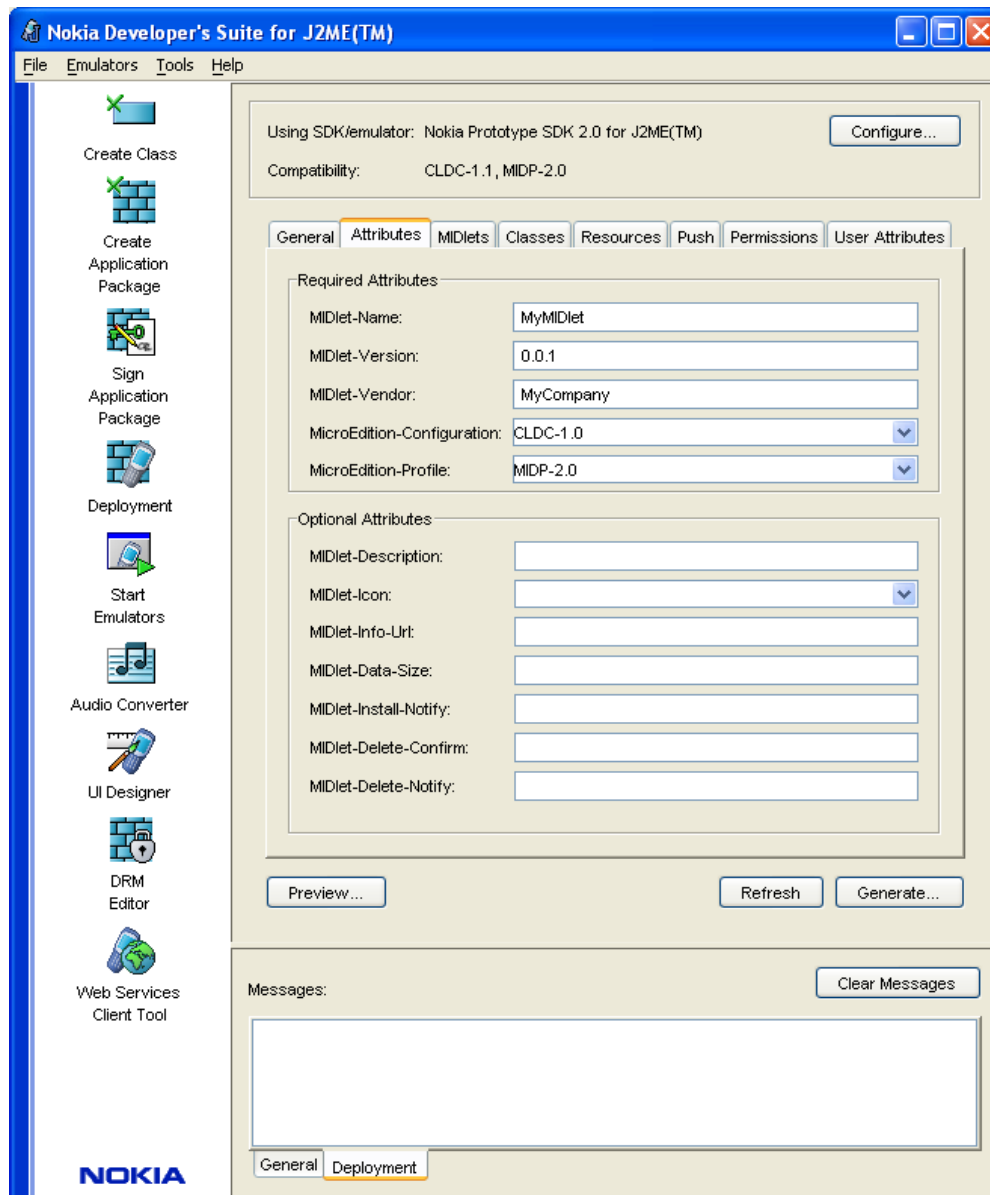 Nokia Developer's Suite for J2ME(TM)
File Emulators Tools Help
Create Class
Create
Application
Package
Sign
Application
Package
Deployment
Start
Emulators
Audio Converter
UI Designer
DRM
Editor
Web Services
Client Tool
NOKIA
Using SDK/emulator: Nokia Prototype SDK 2.0 for J2ME(TM)
Configure...
Compatibility: CLDC-1.1, MIDP-2.0
General Attributes MIDlets Classes Resources Push Permissions User Attributes
Required Attributes
MIDlet-Name: MyMIDlet
MIDlet-Version: 0.0.1
MIDlet-Vendor: MyCompany
MicroEdition-Configuration: CLDC-1.0
MicroEdition-Profile: MIDP-2.0
Optional Attributes
MIDlet-Description:
MIDlet-Icon:
MIDlet-Info-Url:
MIDlet-Data-Size:
MIDlet-Install-Notify:
MIDlet-Delete-Confirm:
MIDlet-Delete-Notify:
Preview... Refresh Generate...
Messages: Clear Messages
General Deployment